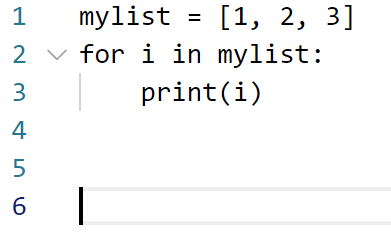 1 mylist = [1, 2, 3]
2 for i in mylist:
3     print(i)
4
5
6